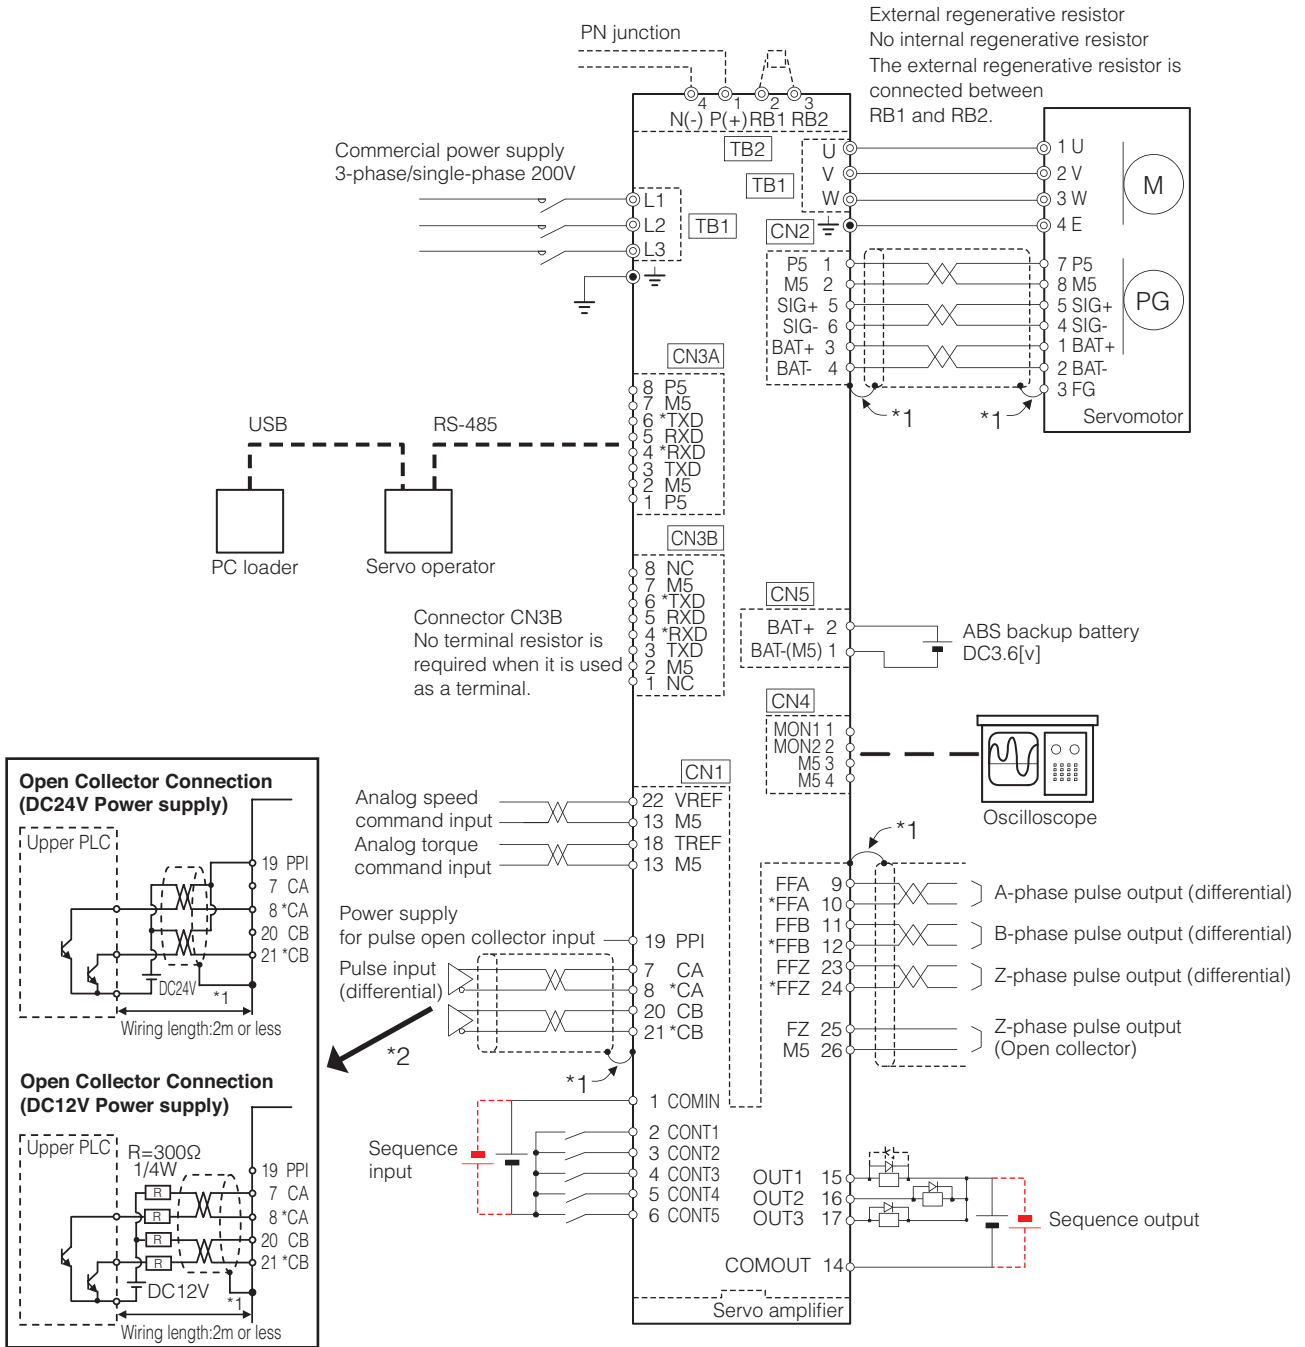 PN junction
External regenerative resistor
No internal regenerative resistor
The external regenerative resistor is
connected between
RB1 and RB2.
4 1 2 3
N(-) P(+) RB1 RB2
TB2
Commercial power supply
3-phase/single-phase 200V
L1
L2
L3
TB1
U
V
W
TB1
1 U
2 V
3 W
4 E
M
CN2
P5 1
M5 2
SIG+ 5
SIG- 6
BAT+ 3
BAT- 4
7 P5
8 M5
5 SIG+
4 SIG-
1 BAT+
2 BAT-
3 FG
PG
*1
*1
Servomotor
CN3A
8 P5
7 M5
6 *TXD
5 RXD
4 *RXD
3 TXD
2 M5
1 P5
USB
RS-485
PC loader
Servo operator
CN3B
8 NC
7 M5
6 *TXD
5 RXD
4 *RXD
3 TXD
2 M5
1 NC
Connector CN3B
No terminal resistor is
required when it is used
as a terminal.
CN5
BAT+ 2
BAT-(M5) 1
ABS backup battery
DC3.6[v]
CN4
MON1 1
MON2 2
M5 3
M5 4
Oscilloscope
CN1
Analog speed
command input
Analog torque
command input
22 VREF
13 M5
18 TREF
13 M5
Power supply
for pulse open collector input
19 PPI
Pulse input
(differential)
7 CA
8 *CA
20 CB
21 *CB
*2
*1
*1
FFA 9
*FFA 10
FFB 11
*FFB 12
FFZ 23
*FFZ 24
FZ 25
M5 26
A-phase pulse output (differential)
B-phase pulse output (differential)
Z-phase pulse output (differential)
Z-phase pulse output
(Open collector)
Sequence
input
1 COMIN
2 CONT1
3 CONT2
4 CONT3
5 CONT4
6 CONT5
OUT1 15
OUT2 16
OUT3 17
COMOUT 14
Sequence output
Servo amplifier
Open Collector Connection
(DC24V Power supply)
Upper PLC
19 PPI
7 CA
8 *CA
20 CB
21 *CB
DC24V
*1
Wiring length:2m or less
Open Collector Connection
(DC12V Power supply)
Upper PLC
R=300Ω
1/4W
R
R
R
R
19 PPI
7 CA
8 *CA
20 CB
21 *CB
DC12V
*1
Wiring length:2m or less